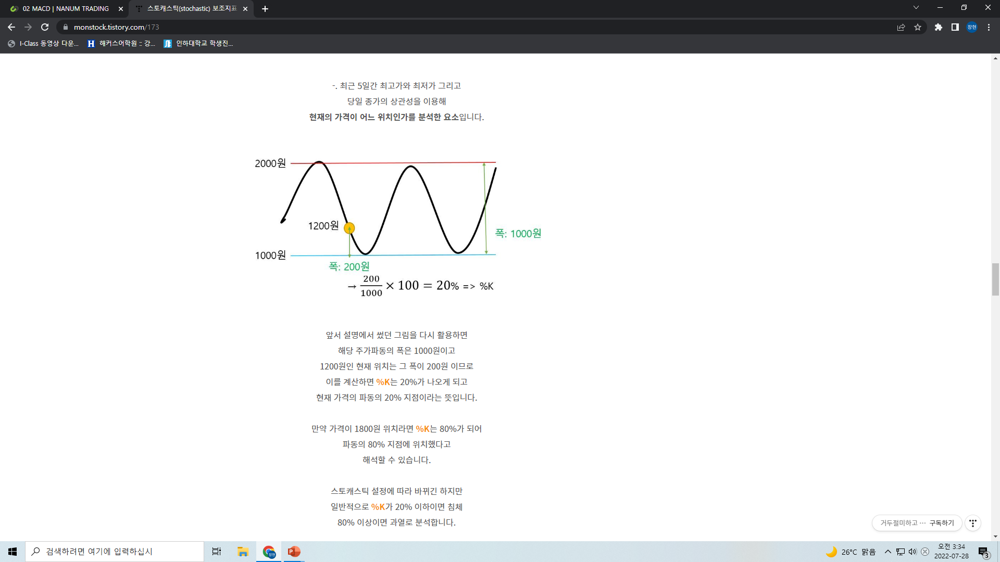 02 MACD | NANUM TRADING
스토캐스틱(stochastic) 보조지표
monstock.tistory.com/173
장현
I-Class 동영상 다운...
해커스어학원 :: 강...
인하대학교 학생진...
-. 최근 5일간 최고가와 최저가 그리고
당일 종가의 상관성을 이용해
현재의 가격이 어느 위치인가를 분석한 요소입니다.
2000원
1200원
폭: 1000원
1000원
폭: 200원
→ 200/1000 × 100 = 20% => %K
앞서 설명에서 썼던 그림을 다시 활용하면
해당 주가파동의 폭은 1000원이고
1200원인 현재 위치는 그 폭이 200원 이므로
이를 계산하면 %K는 20%가 나오게 되고
현재 가격의 파동의 20% 지점이라는 뜻입니다.
만약 가격이 1800원 위치라면 %K는 80%가 되어
파동의 80% 지점에 위치했다고
해석할 수 있습니다.
스토캐스틱 설정에 따라 바뀌긴 하지만
일반적으로 %K가 20% 이하이면 침체
80% 이상이면 과열로 분석합니다.
거두절미하고 ··· 구독하기
검색하려면 여기에 입력하십시
장현
26°C 맑음
오전 3:34
2022-07-28
3